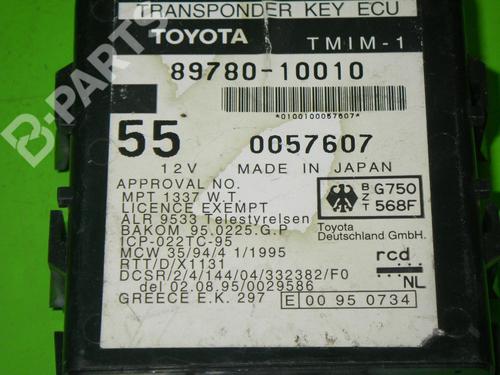 TRANSPONDER KEY ECU
TOYOTA TMIM-1
89780-10010
*0100100057607*
55 0057607
12V MADE IN JAPAN
APPROVAL NO.
MPT 1337 W.T.
LICENCE EXEMPT
ALR 9533 Telestyrelsen
BAKOM 95.0225.G.P
ICP-022TC-95
MCW 35/94/4 1/1995
RTT/D/X1131
DCSR/2/4/144/04/332382/F0
del 02.08.95/0029586
GREECE E.K. 297
BZT G750 568F
Toyota
Deutschland GmbH.
rcd
NL
E 00 95 0734
B-PARTS